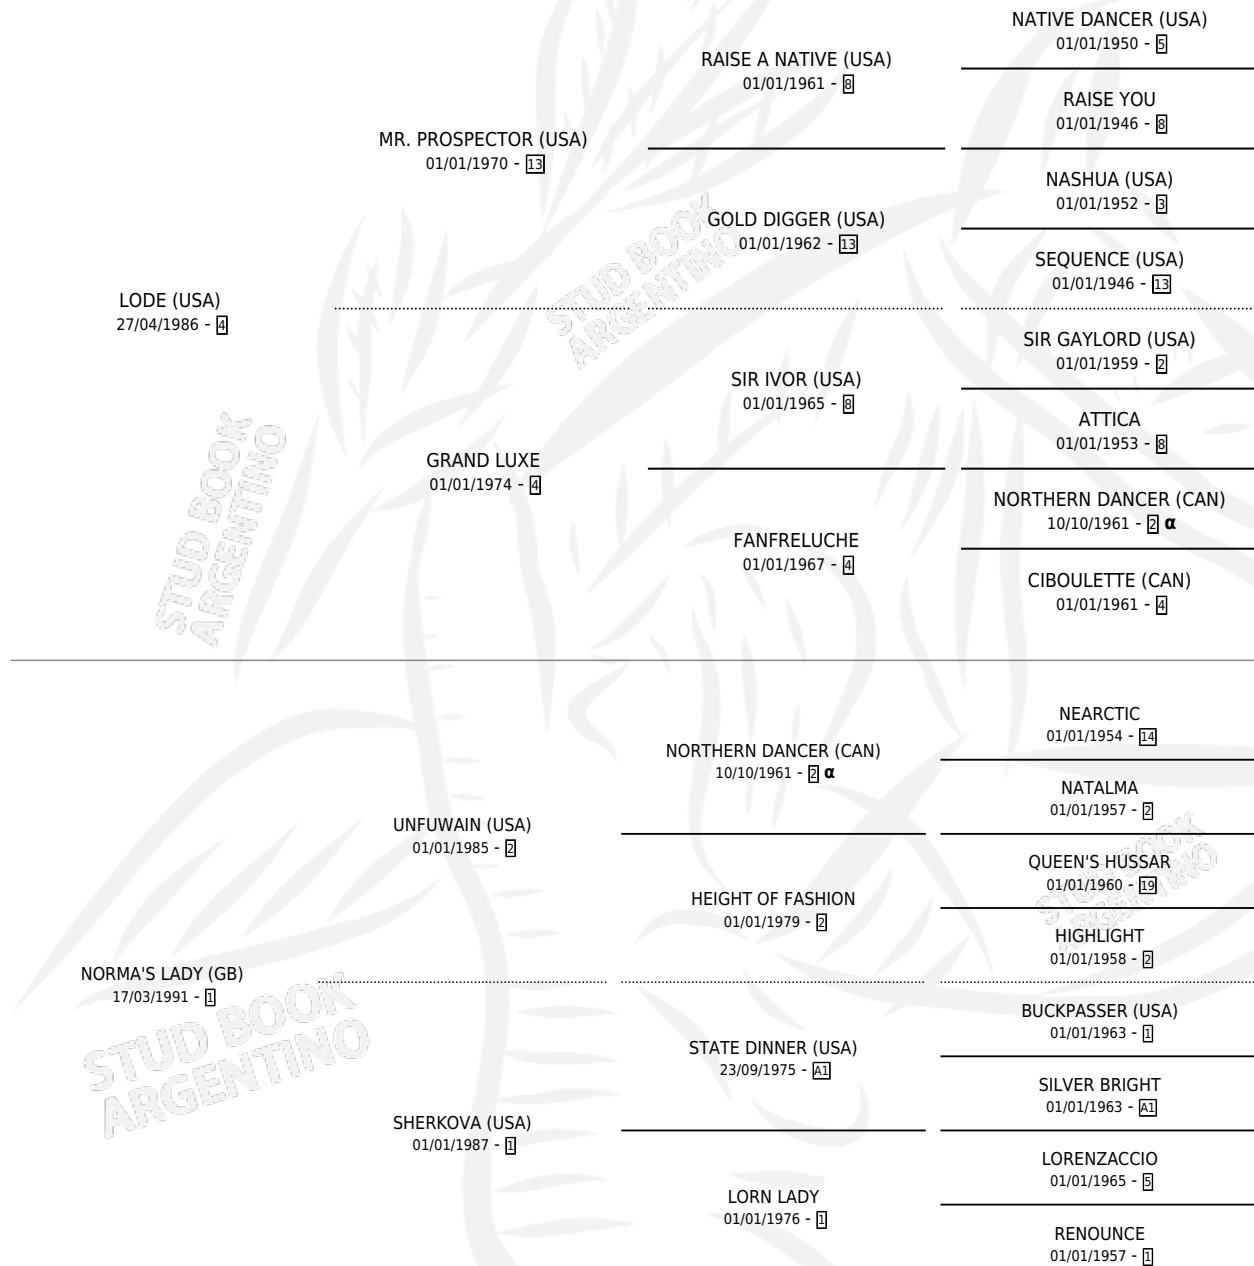 NATIVE DANCER (USA)
01/01/1950 - 5
RAISE A NATIVE (USA)
01/01/1961 - 8
RAISE YOU
01/01/1946 - 8
MR. PROSPECTOR (USA)
01/01/1970 - 13
NASHUA (USA)
01/01/1952 - 3
GOLD DIGGER (USA)
01/01/1962 - 13
SEQUENCE (USA)
01/01/1946 - 13
LODE (USA)
27/04/1986 - 4
STUD BOOK
ARGENTINO
SIR GAYLORD (USA)
01/01/1959 - 2
SIR IVOR (USA)
01/01/1965 - 8
ATTICA
01/01/1953 - 8
GRAND LUXE
01/01/1974 - 4
NORTHERN DANCER (CAN)
10/10/1961 - 2 α
FANFRELUCHE
01/01/1967 - 4
CIBOULETTE (CAN)
01/01/1961 - 4
STUD BOOK
ARGENTINO
NEARCTIC
01/01/1954 - 14
NORTHERN DANCER (CAN)
10/10/1961 - 2 α
NATALMA
01/01/1957 - 2
UNFUWAIN (USA)
01/01/1985 - 2
QUEEN'S HUSSAR
01/01/1960 - 19
HEIGHT OF FASHION
01/01/1979 - 2
HIGHLIGHT
01/01/1958 - 2
STUD BOOK
ARGENTINO
NORMA'S LADY (GB)
17/03/1991 - 1
STUD BOOK
ARGENTINO
BUCKPASSER (USA)
01/01/1963 - 1
STATE DINNER (USA)
23/09/1975 - A1
SILVER BRIGHT
01/01/1963 - A1
SHERKOVA (USA)
01/01/1987 - 1
LORENZACCIO
01/01/1965 - 5
LORN LADY
01/01/1976 - 1
RENOUNCE
01/01/1957 - 1